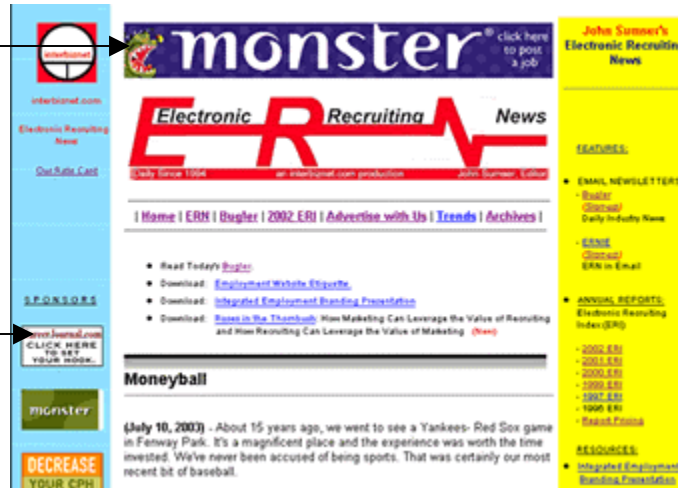 interbiznet
interbiznet.com
Electronic Recruiting
News
Our Rate Card
SPONSORS
CareerJournal.com
CLICK HERE
TO SET
YOUR HOOK.
monster
DECREASE
YOUR CPH
monster®
click here
to post
a job
Electronic Recruiting News
Daily Since 1994 an interbiznet.com production John Sumser, Editor
| Home | ERN | Bugler | 2002 ERI | Advertise with Us | Trends | Archives |
Read Today's Bugler.
Download: Employment Website Etiquette.
Download: Integrated Employment Branding Presentation
Download: Roses in the Thornbush: How Marketing Can Leverage the Value of Recruiting
and How Recruiting Can Leverage the Value of Marketing (New)
Moneyball
(July 10, 2003) - About 15 years ago, we went to see a Yankees- Red Sox game
in Fenway Park. It's a magnificent place and the experience was worth the time
invested. We've never been accused of being sports. That was certainly our most
recent bit of baseball.
John Sumser's
Electronic Recruiting
News
FEATURES:
EMAIL NEWSLETTERS
- Bugler
(Sign-up)
Daily Industry News
- ERNIE
(Sign-up)
ERN in Email
ANNUAL REPORTS:
Electronic Recruiting
Index (ERI)
- 2002 ERI
- 2001 ERI
- 2000 ERI
- 1999 ERI
- 1997 ERI
- 1996 ERI
- Report Pricing
RESOURCES:
Integrated Employment
Branding Presentation